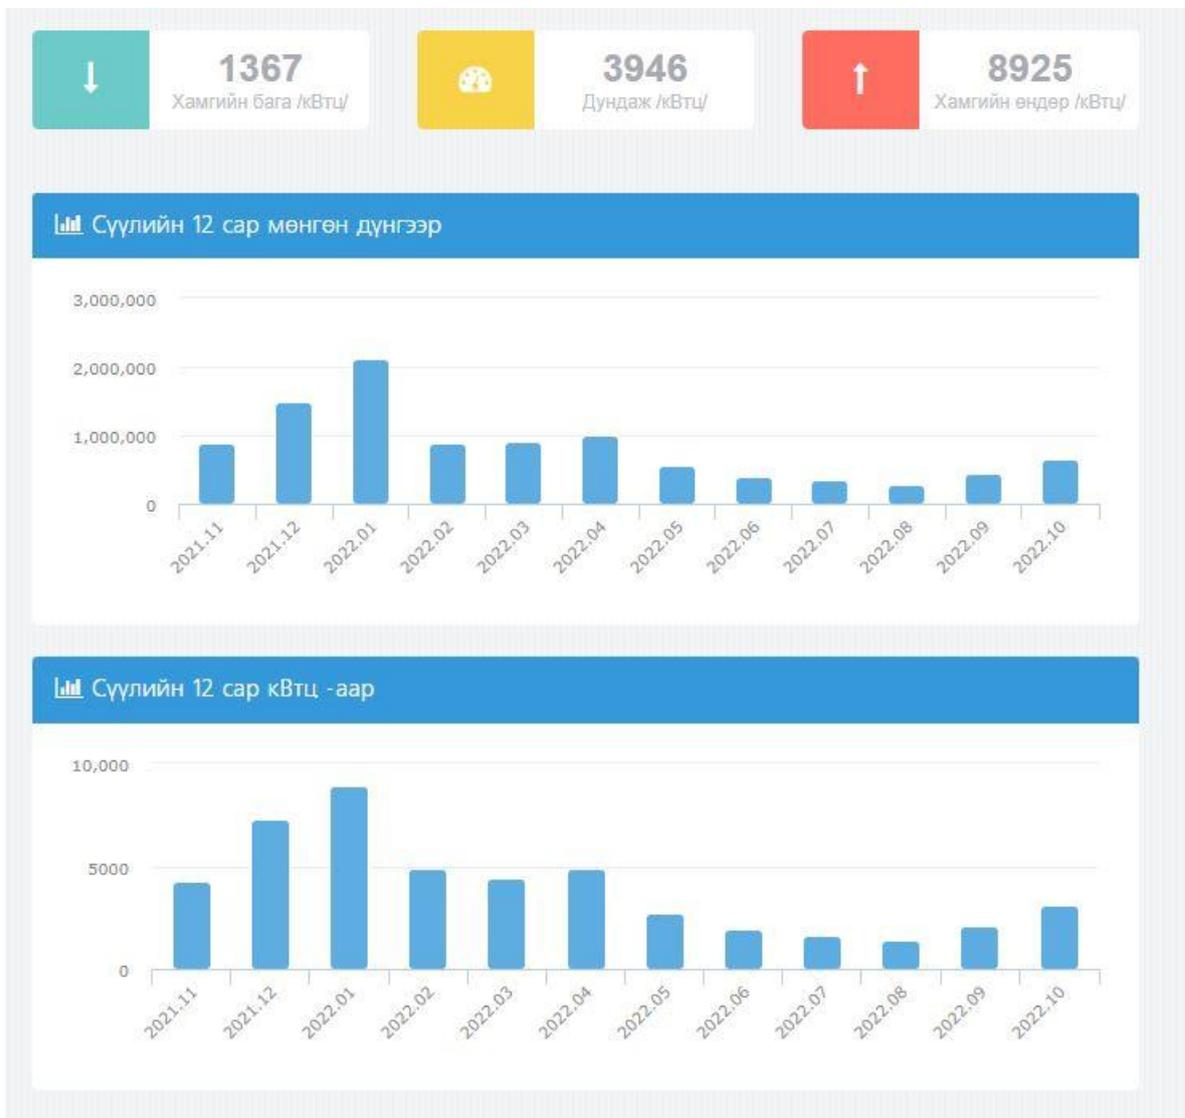 1367
Хамгийн бага /кВтц/
3946
Дундаж /кВтц/
8925
Хамгийн өндөр /кВтц/
Сүүлийн 12 сар мөнгөн дүнгээр
3,000,000
2,000,000
1,000,000
0
2021.11 2021.12 2022.01 2022.02 2022.03 2022.04 2022.05 2022.06 2022.07 2022.08 2022.09 2022.10
Сүүлийн 12 сар кВтц -аар
10,000
5000
0
2021.11 2021.12 2022.01 2022.02 2022.03 2022.04 2022.05 2022.06 2022.07 2022.08 2022.09 2022.10